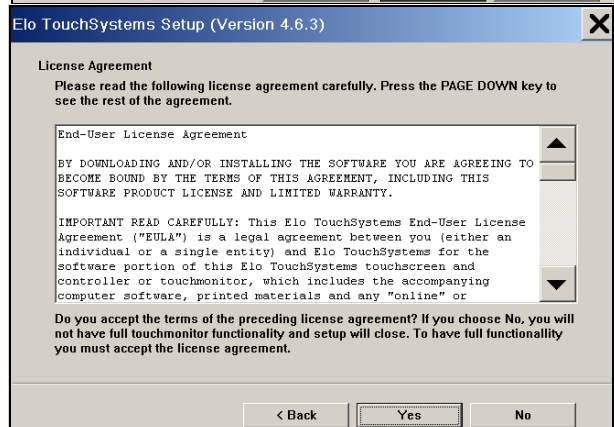 Elo TouchSystems Setup (Version 4.6.3)
License Agreement
Please read the following license agreement carefully. Press the PAGE DOWN key to
see the rest of the agreement.
End-User License Agreement
BY DOWNLOADING AND/OR INSTALLING THE SOFTWARE YOU ARE AGREEING TO
BECOME BOUND BY THE TERMS OF THIS AGREEMENT, INCLUDING THIS
SOFTWARE PRODUCT LICENSE AND LIMITED WARRANTY.
IMPORTANT READ CAREFULLY: This Elo TouchSystems End-User License
Agreement ("EULA") is a legal agreement between you (either an
individual or a single entity) and Elo TouchSystems for the
software portion of this Elo TouchSystems touchscreen and
controller or touchmonitor, which includes the accompanying
computer software, printed materials and any "online" or
Do you accept the terms of the preceding license agreement? If you choose No, you will
not have full touchmonitor functionality and setup will close. To have full functionallity
you must accept the license agreement.
< Back Yes No